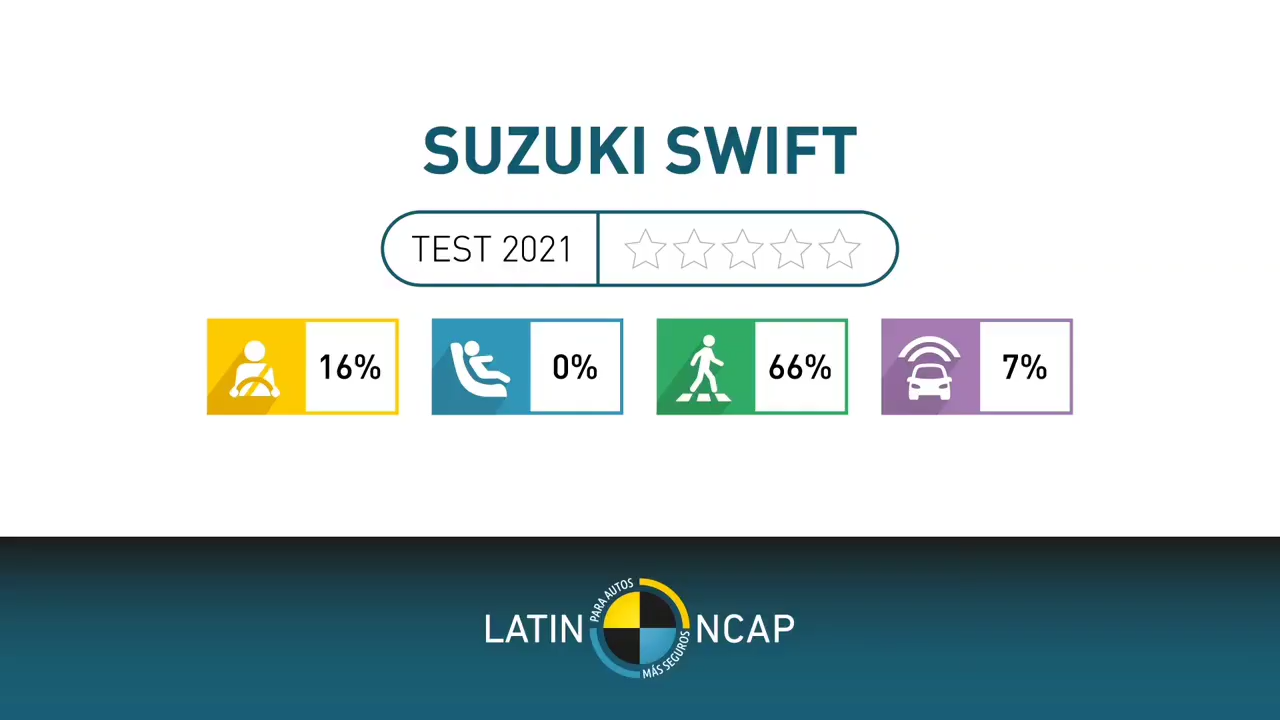 SUZUKI SWIFT
TEST 2021
16%
0%
66%
7%
LATIN NCAP
PARA AUTOS
MÁS SEGUROS